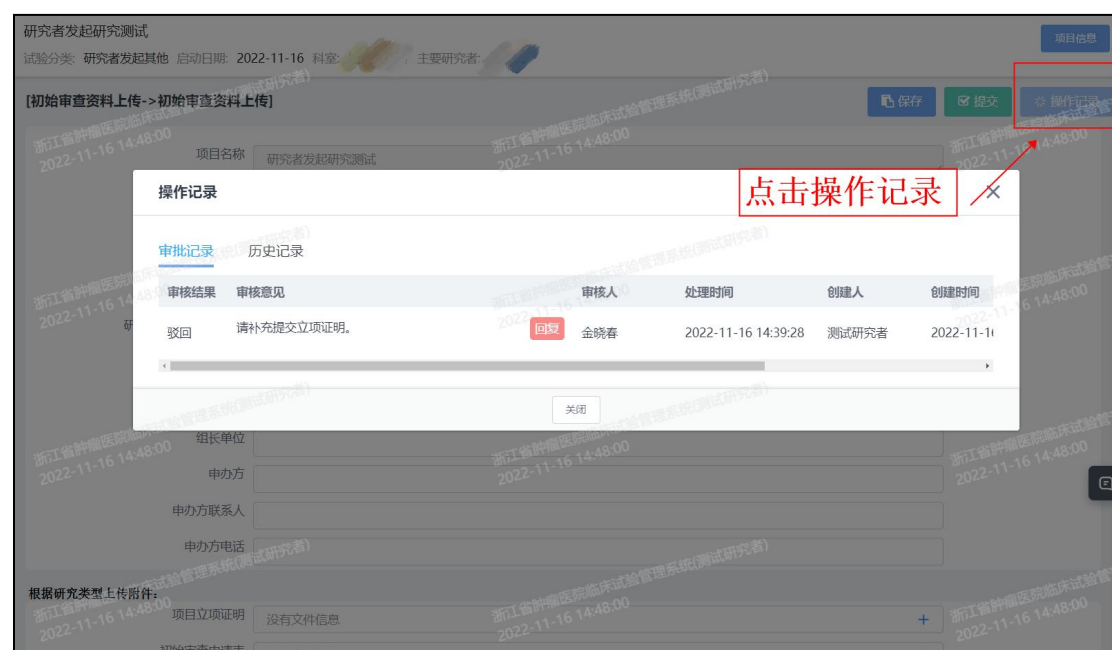 研究者发起研究测试
项目信息
试验分类: 研究者发起其他 启动日期: 2022-11-16 科室: 主要研究者:
[初始审查资料上传->初始审查资料上传]
保存
提交
操作记录
项目名称 研究者发起研究测试
点击操作记录
操作记录
审批记录 历史记录
审核结果 审核意见 审核人 处理时间 创建人 创建时间
驳回 请补充提交立项证明。 回复 金晓春 2022-11-16 14:39:28 测试研究者 2022-11-1
关闭
组长单位
申办方
申办方联系人
申办方电话
根据研究类型上传附件:
项目立项证明 没有文件信息
初始审查申请表
浙江省肿瘤医院临床试验管理系统(测试研究者)
2022-11-16 14:48:00